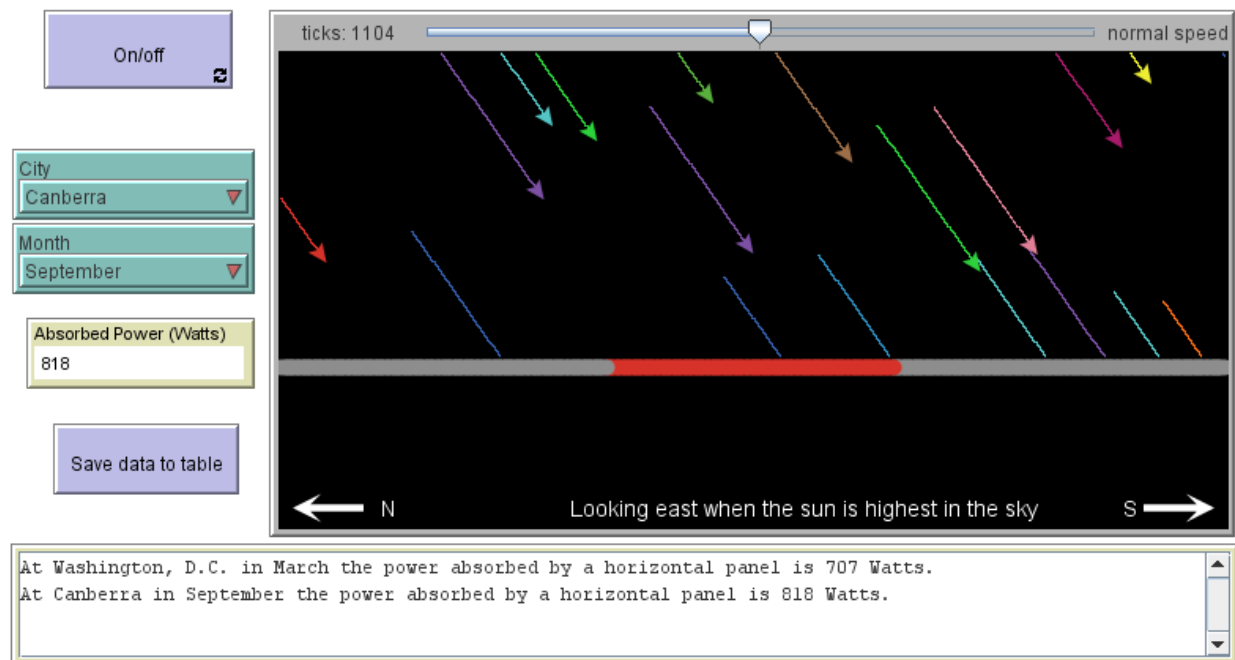 On/off
ticks: 1104
normal speed
City
Canberra
Month
September
Absorbed Power (Watts)
818
Save data to table
N
Looking east when the sun is highest in the sky
S
At Washington, D.C. in March the power absorbed by a horizontal panel is 707 Watts.
At Canberra in September the power absorbed by a horizontal panel is 818 Watts.